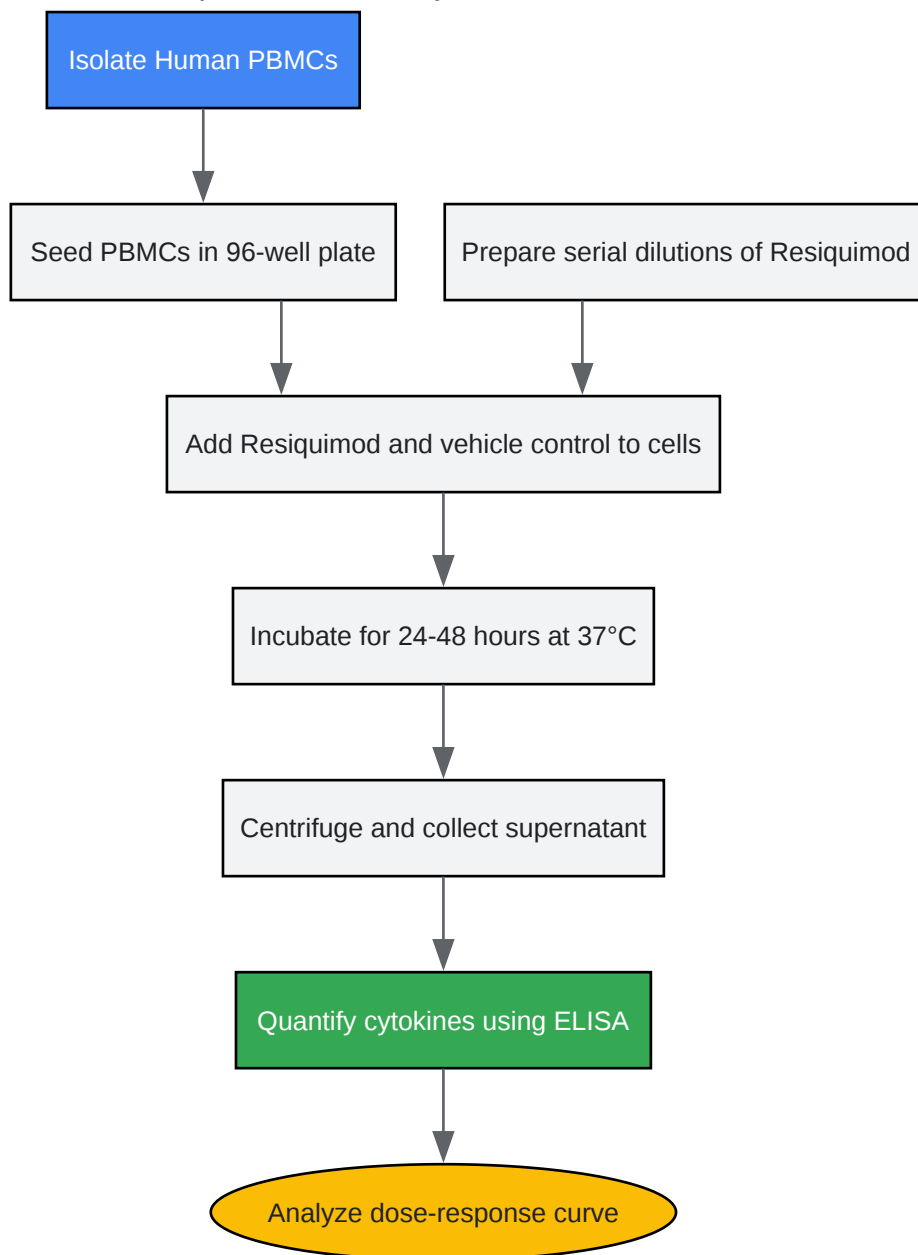 Isolate Human PBMCs
Seed PBMCs in 96-well plate
Prepare serial dilutions of Resiquimod
Add Resiquimod and vehicle control to cells
Incubate for 24-48 hours at 37°C
Centrifuge and collect supernatant
Quantify cytokines using ELISA
Analyze dose-response curve